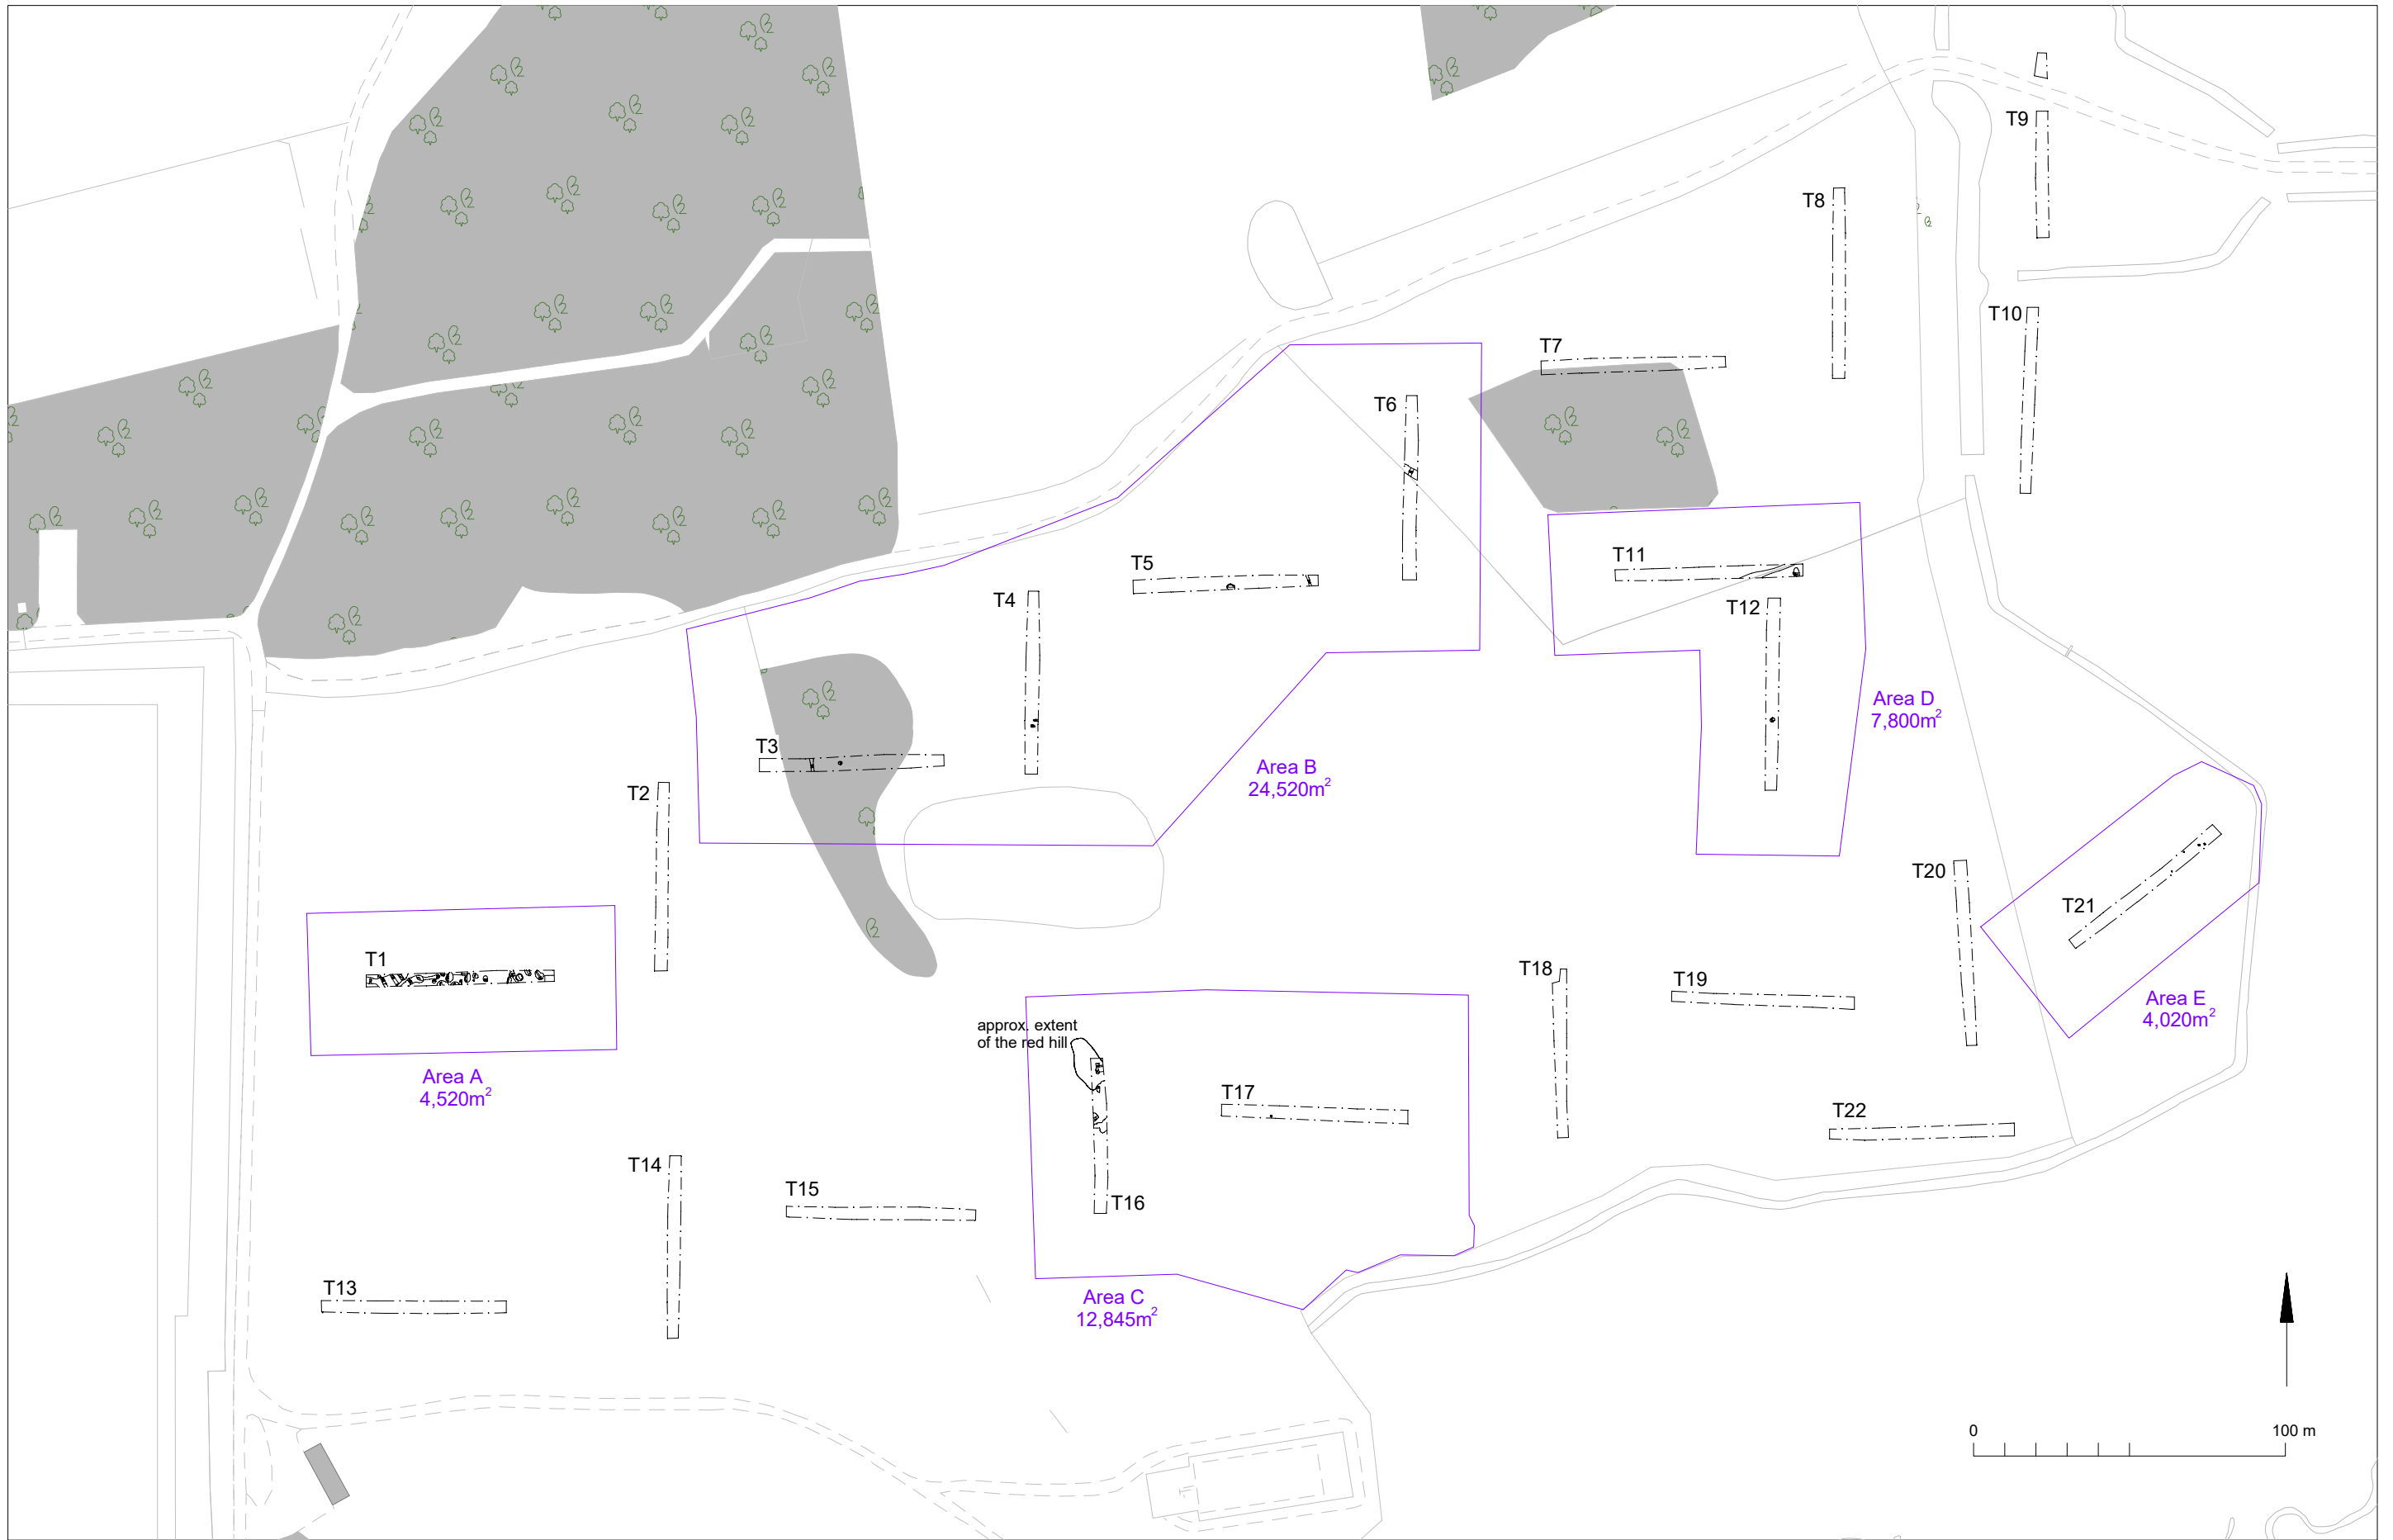 T9
T8
T10
T7
T6
T5
T11
T4
T12
Area D
7,800m²
T3
Area B
24,520m²
T2
T20
T21
T1
T18
T19
Area E
4,020m²
approx. extent
of the red hill
Area A
4,520m²
T17
T22
T14
T15
T16
T13
Area C
12,845m²
0
100 m